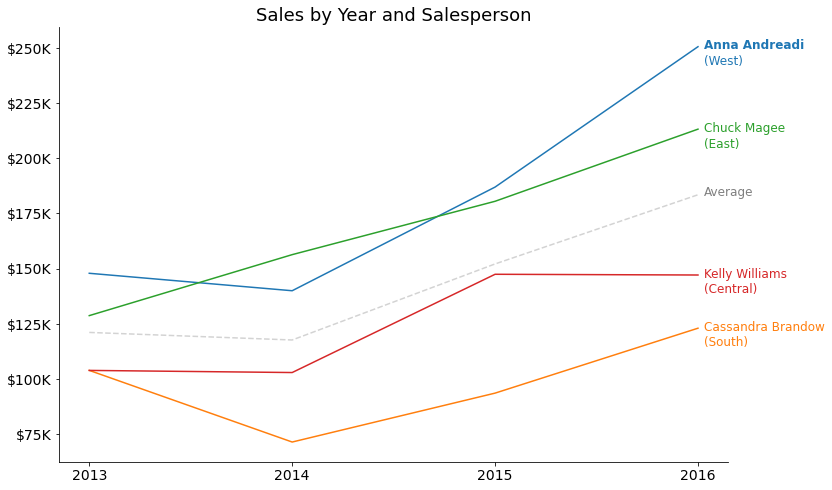 Sales by Year and Salesperson
$250K
$225K
$200K
$175K
$150K
$125K
$100K
$75K
Anna Andreadi
(West)
Chuck Magee
(East)
Average
Kelly Williams
(Central)
Cassandra Brandow
(South)
2013
2014
2015
2016